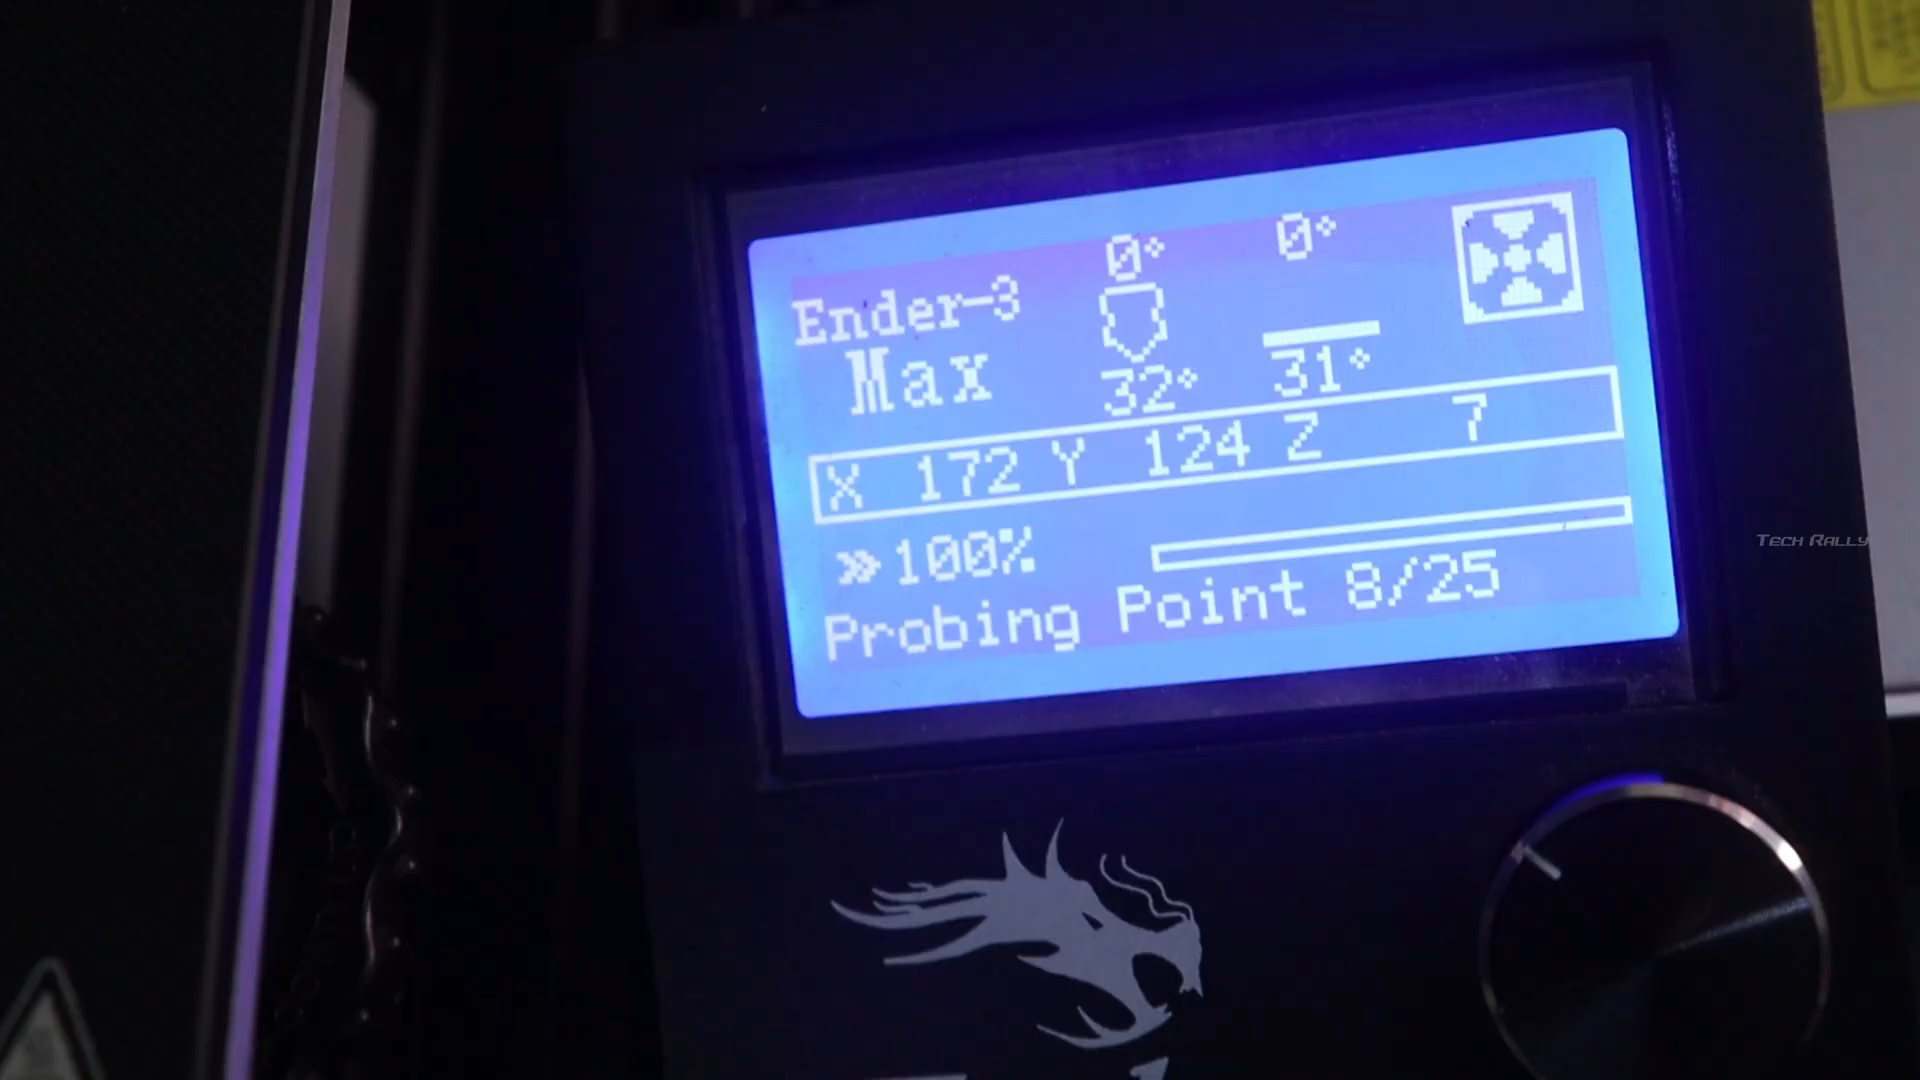 0° 0°
Ender-3
Max
32° 31°
X 172 Y 124 Z 7
»100%
Probing Point 8/25
Tech Rally